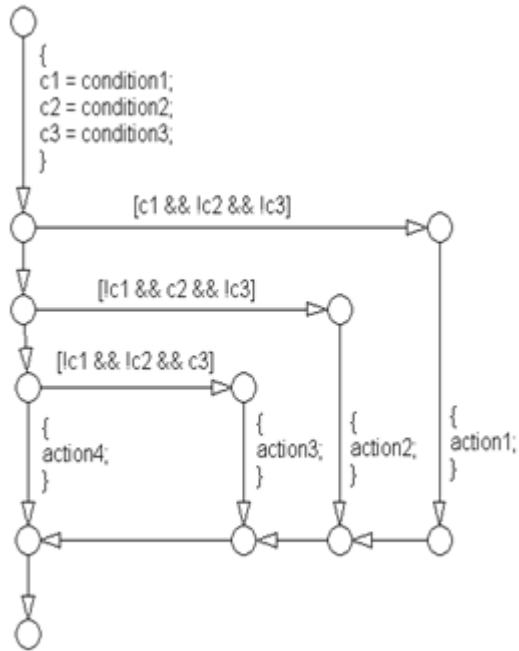 {
c1 = condition1;
c2 = condition2;
c3 = condition3;
}
[c1 && !c2 && !c3]
[!c1 && c2 && !c3]
[!c1 && !c2 && c3]
{
action4;
}
{
action3;
}
{
action2;
}
{
action1;
}